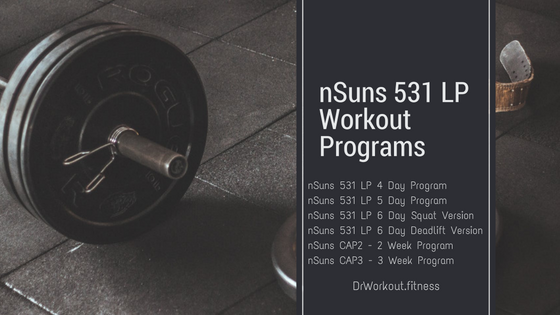 ROGUE
nSuns 531 LP
Workout
Programs
nSuns 531 LP 4 Day Program
nSuns 531 LP 5 Day Program
nSuns 531 LP 6 Day Squat Version
nSuns 531 LP 6 Day Deadlift Version
nSuns CAP2 - 2 Week Program
nSuns CAP3 - 3 Week Program
DrWorkout.fitness